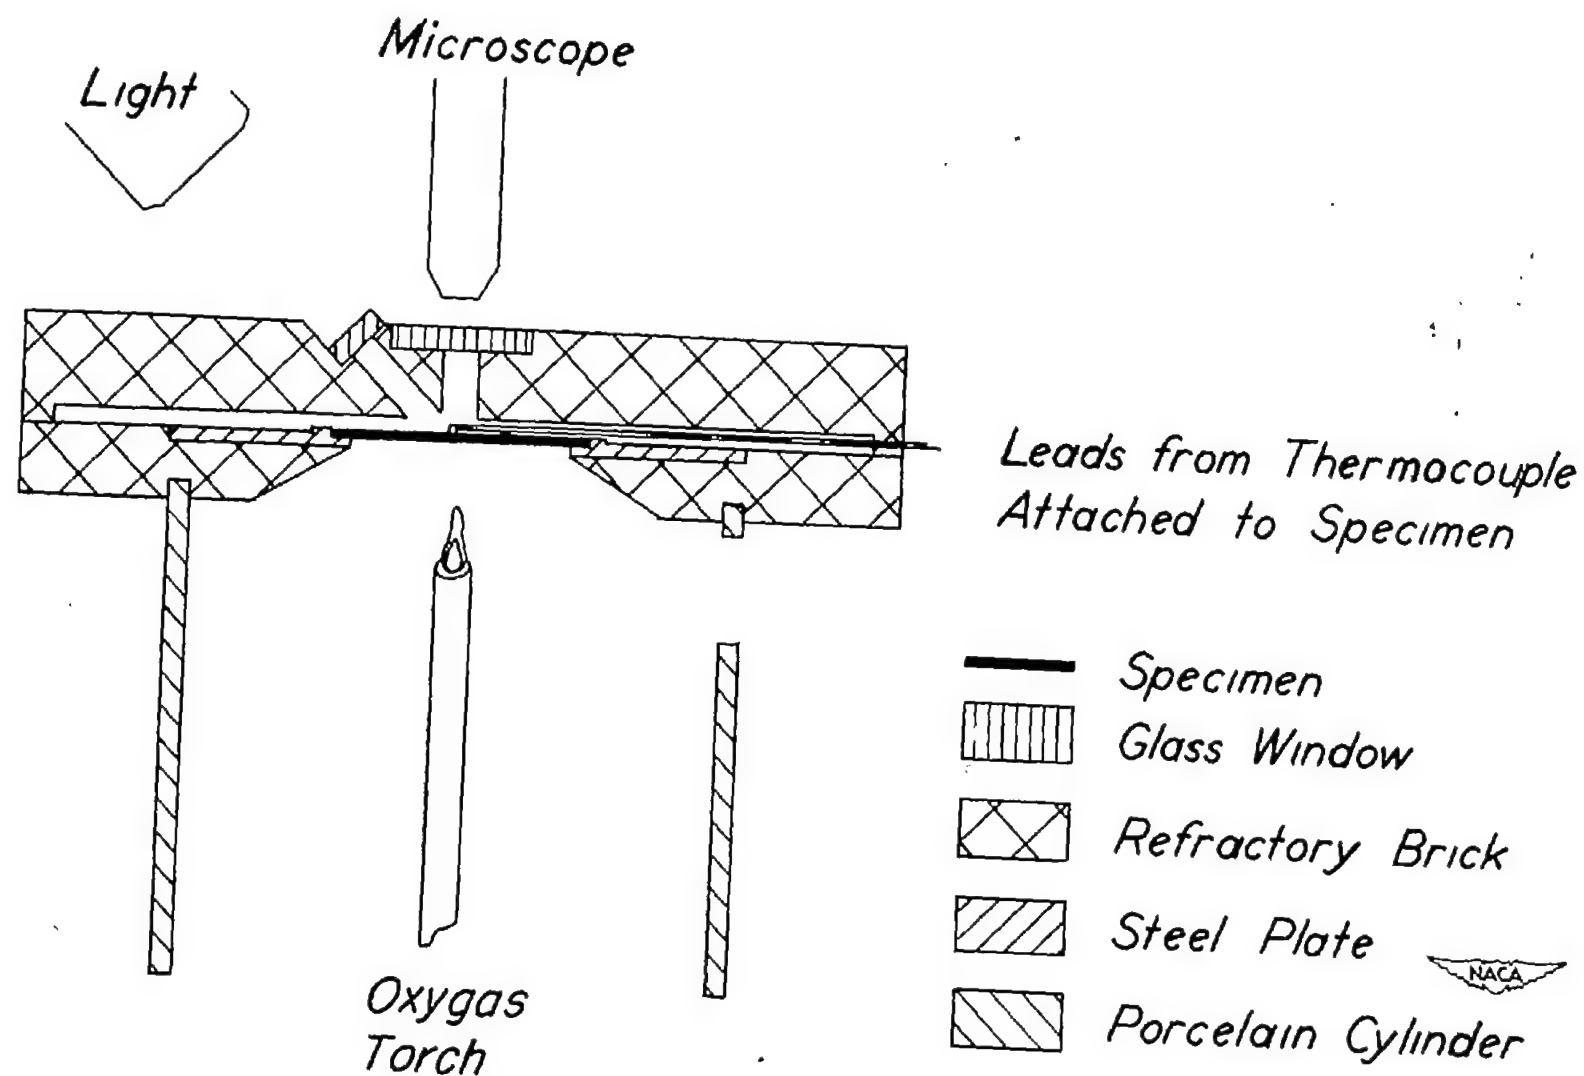 Microscope
Light
Leads from Thermocouple
Attached to Specimen
Specimen
Glass Window
Refractory Brick
Steel Plate
NACA
Porcelain Cylinder
Oxygas
Torch